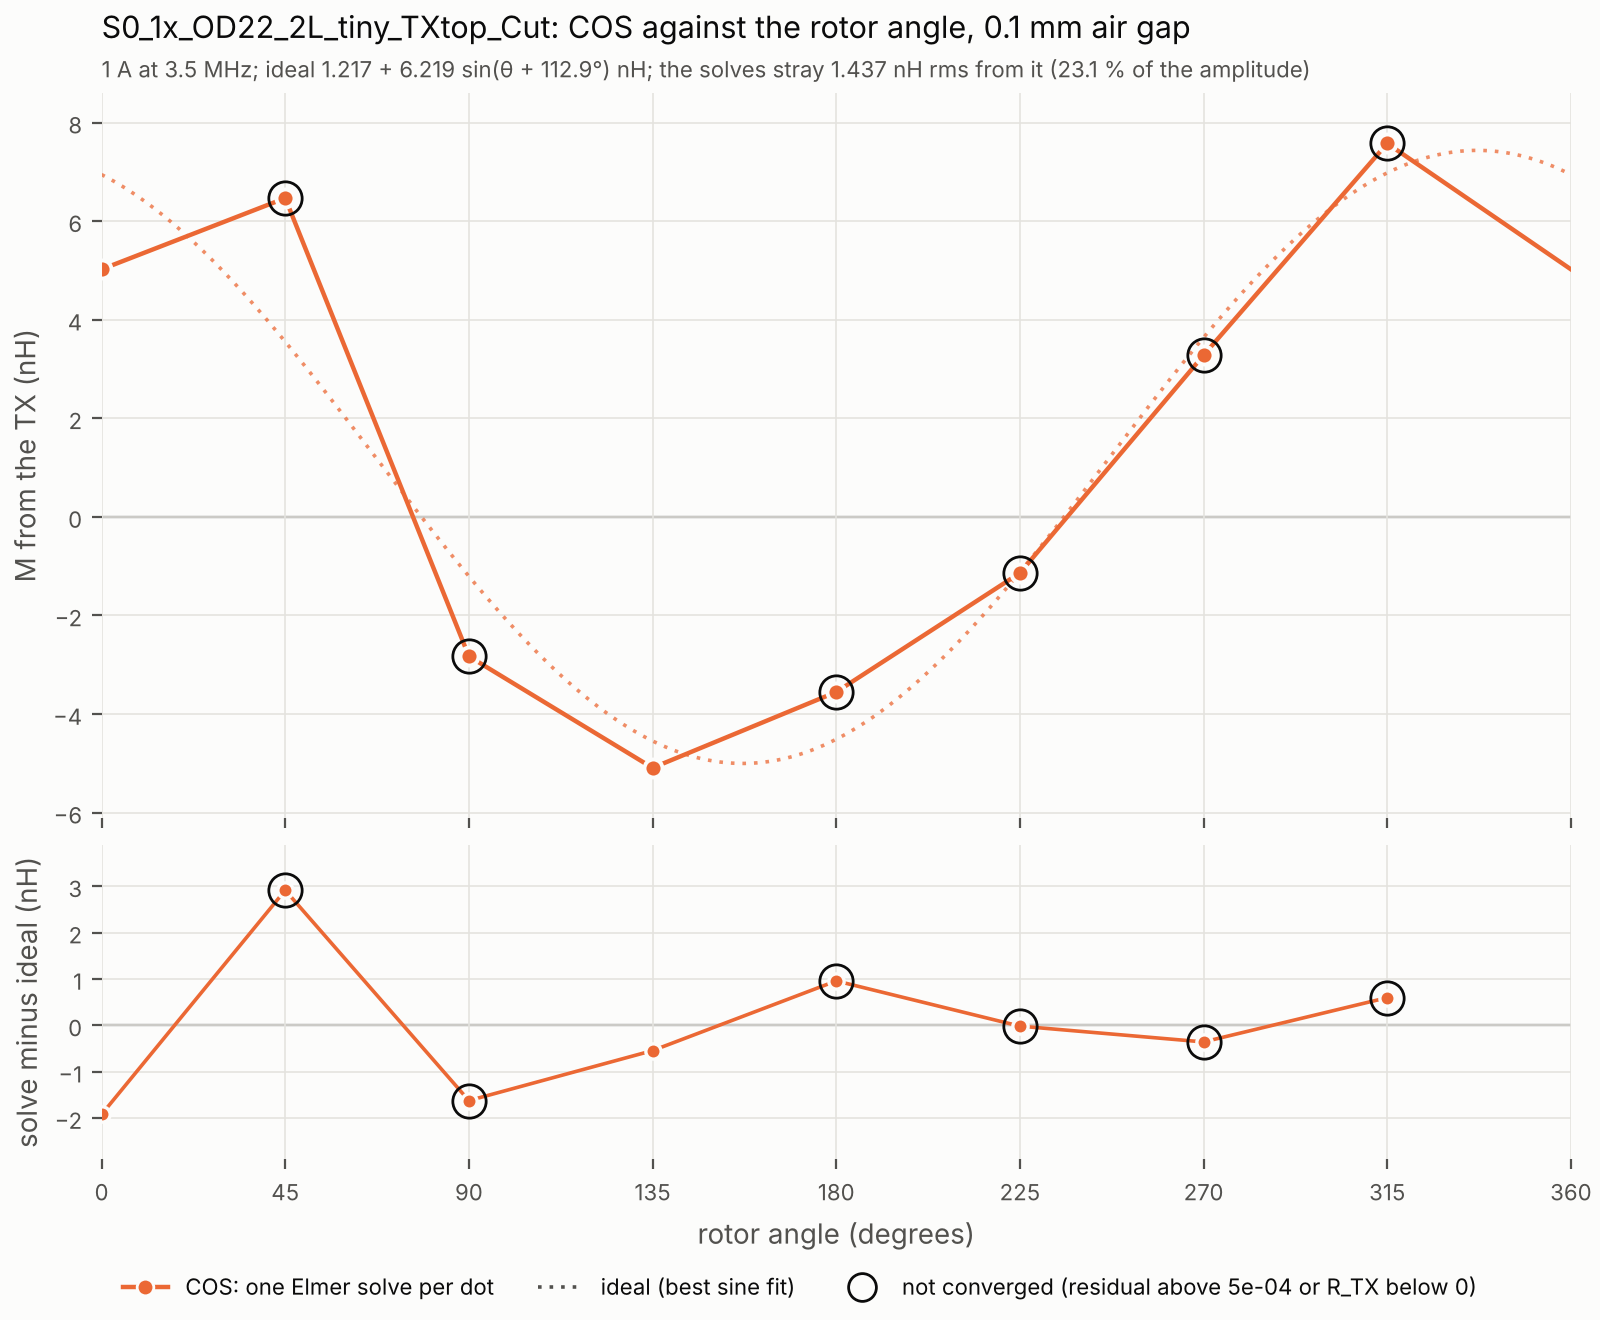 S0_1x_OD22_2L_tiny_TXtop_Cut: COS against the rotor angle, 0.1 mm air gap
1 A at 3.5 MHz; ideal 1.217 + 6.219 sin(θ + 112.9°) nH; the solves stray 1.437 nH rms from it (23.1 % of the amplitude)
M from the TX (nH)
8
6
4
2
0
−2
−4
−6
solve minus ideal (nH)
3
2
1
0
−1
−2
0 45 90 135 180 225 270 315 360
rotor angle (degrees)
COS: one Elmer solve per dot ideal (best sine fit) not converged (residual above 5e-04 or R_TX below 0)